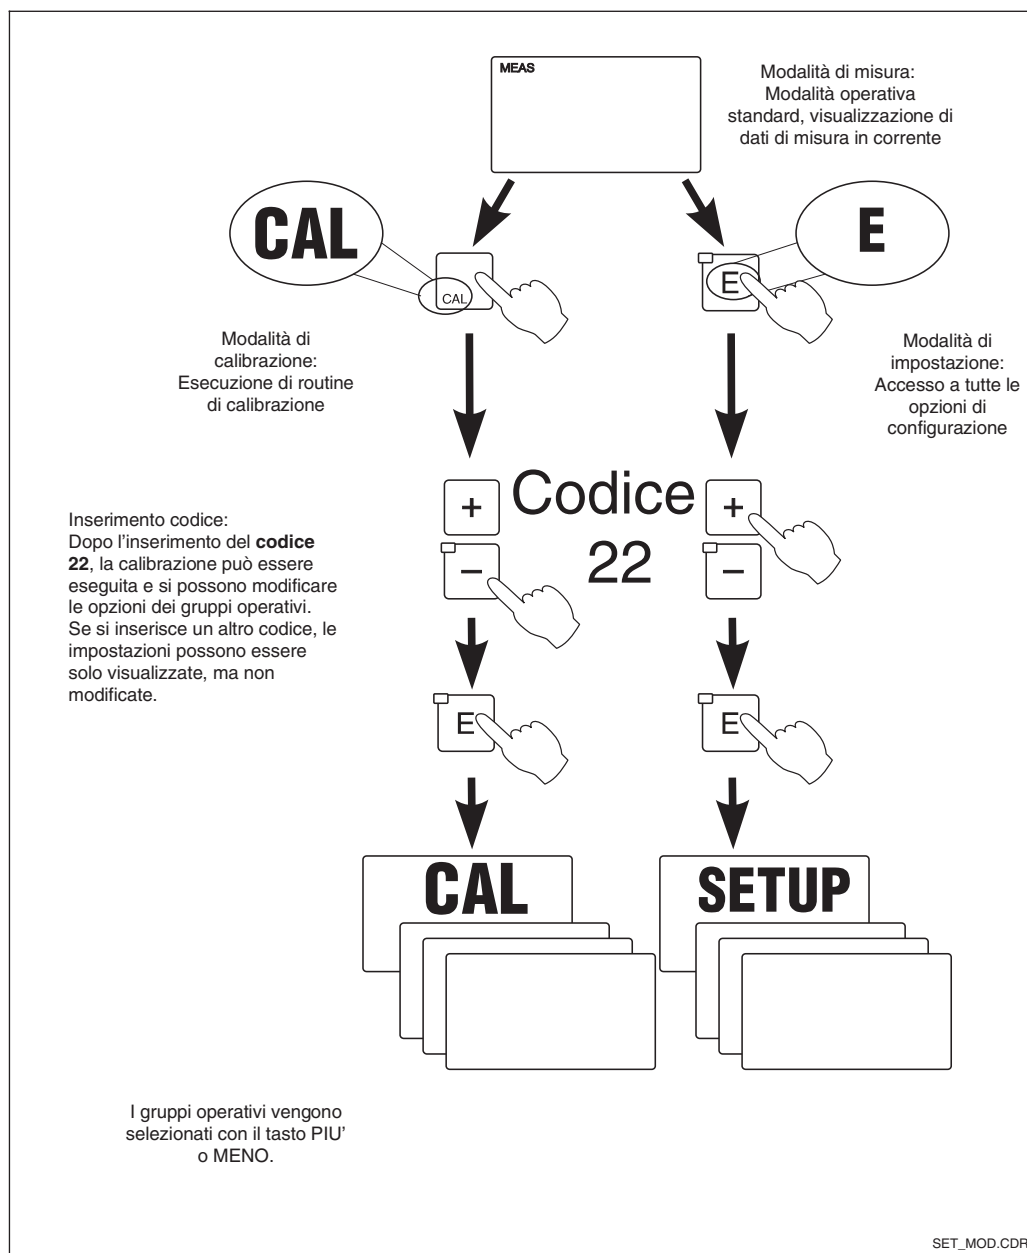 MEAS
Modalità di misura:
Modalità operativa
standard, visualizzazione di
dati di misura in corrente
CAL
E
CAL
E
Modalità di
calibrazione:
Esecuzione di routine
di calibrazione
Modalità di
impostazione:
Accesso a tutte le
opzioni di
configurazione
+
Codice
+
22
–
–
Inserimento codice:
Dopo l'inserimento del codice
22, la calibrazione può essere
eseguita e si possono modificare
le opzioni dei gruppi operativi.
Se si inserisce un altro codice, le
impostazioni possono essere
solo visualizzate, ma non
modificate.
E
E
CAL
SETUP
I gruppi operativi vengono
selezionati con il tasto PIU'
o MENO.
SET_MOD.CDR